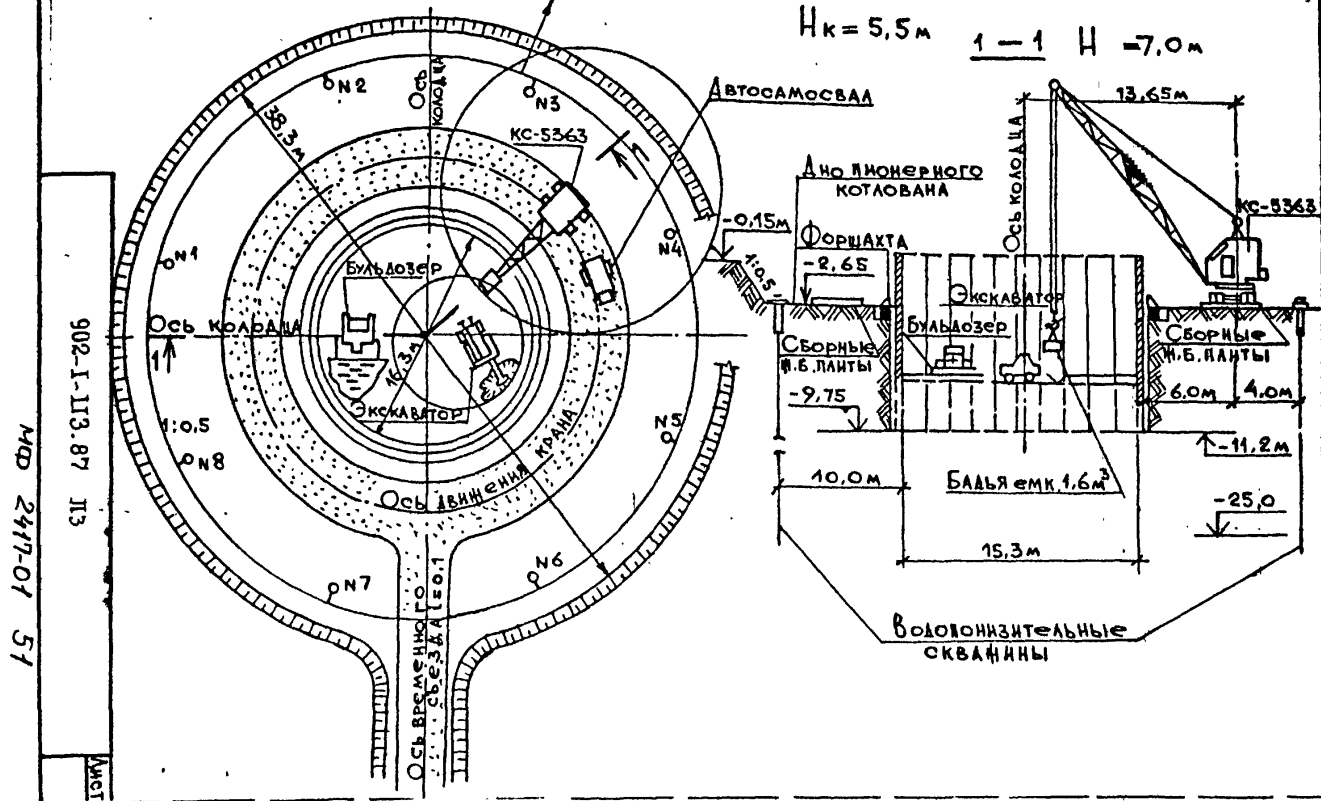 Нк = 5,5м
1 – 1 Н =7,0м
N2
Ось
колодца
N3
КС-5363
1
Автосамосвал
38,3м
N1
N4
Бульдозер
Ось колодца
1
16,3м
Экскаватор
N5
1:0.5
N8
Ось движения крана
N7
N6
Ось временного
съезда i=0.1
13,65м
Ось колодца
КС-5363
Дно пионерного
котлована
-0,15м
Форшахта
1:0.5
-2,65
Экскаватор
Бульдозер
Сборные
ж.б. плиты
Сборные
ж.б. плиты
-9,75
6,0м
4,0м
-11,2м
10,0м
Бадья емк. 1,6м³
-25,0
15,3м
Водопонизительные
скважины
902-I-113.87 ПЗ
МФ 2417-01 51
Лист